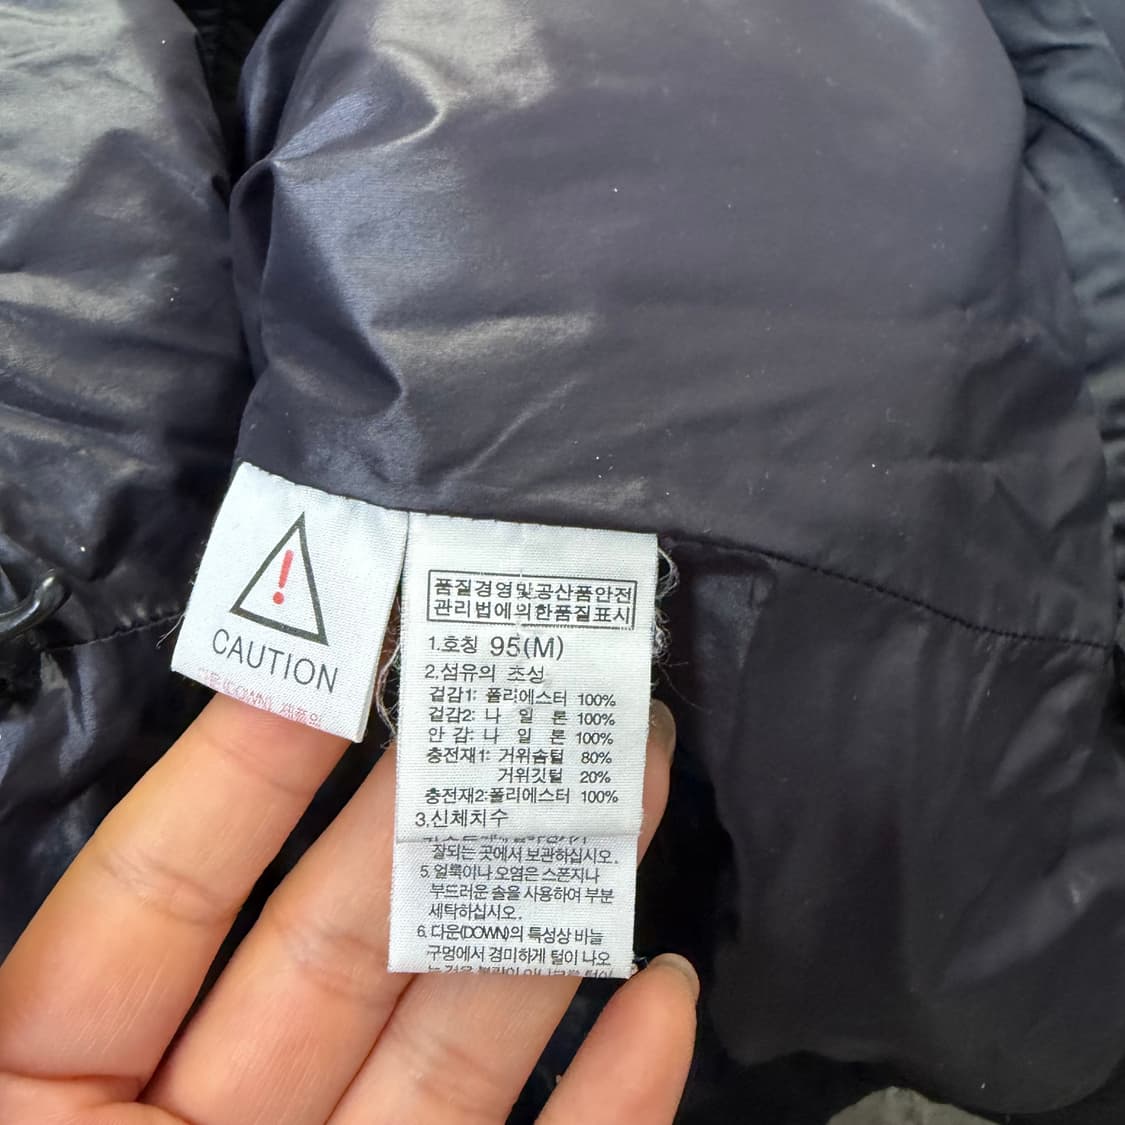 CAUTION
품질경영및공산품안전
관리법에의한품질표시
1.호칭 95(M)
2.섬유의 조성
겉감1: 폴리에스터 100%
겉감2: 나 일 론 100%
안 감: 나 일 론 100%
충전재1: 거위솜털 80%
거위깃털 20%
충전재2:폴리에스터 100%
3.신체치수
잘되는 곳에서 보관하십시오.
5. 얼룩이나 오염은 스폰지나
부드러운 솔을 사용하여 부분
세탁하십시오.
6. 다운(DOWN)의 특성상 바늘
구멍에서 경미하게 털이 나오